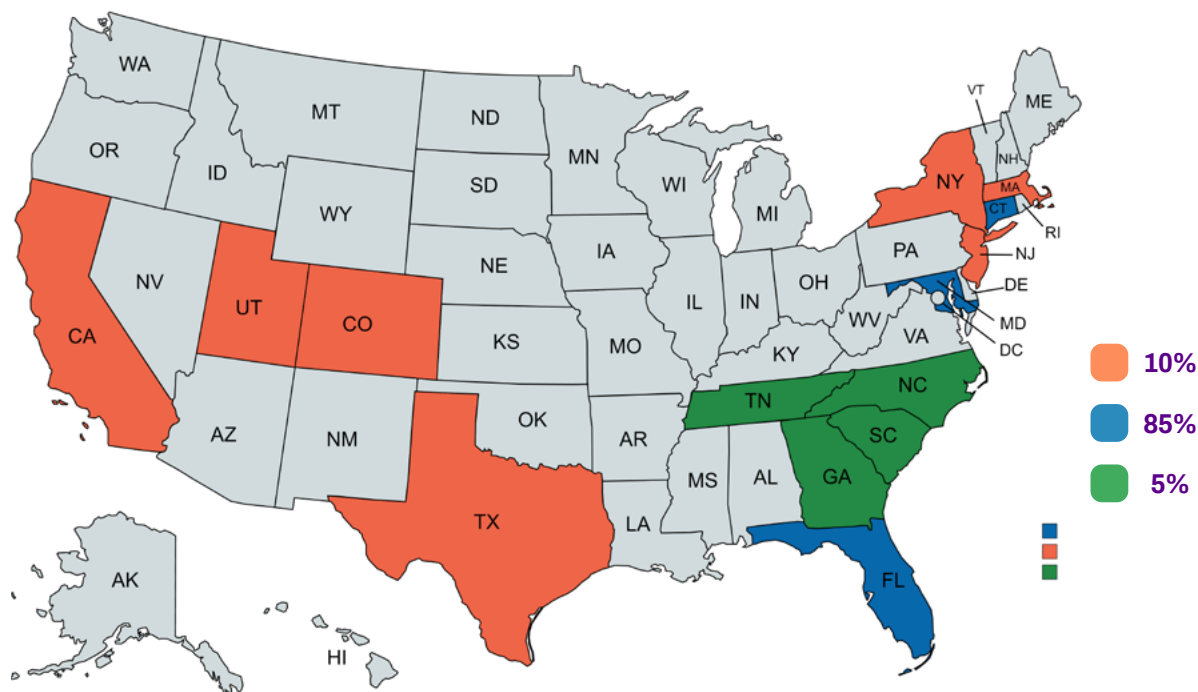 WA
MT
ND
MN
VT
ME
OR
ID
SD
WI
MI
NY
NH
MA
CT
RI
WY
IA
NE
PA
NJ
NV
UT
CO
IL
IN
OH
DE
CA
KS
MO
WV
VA
MD
DC
KY
10%
NC
TN
OK
AR
SC
85%
AZ
NM
MS
AL
GA
5%
TX
LA
AK
FL
HI